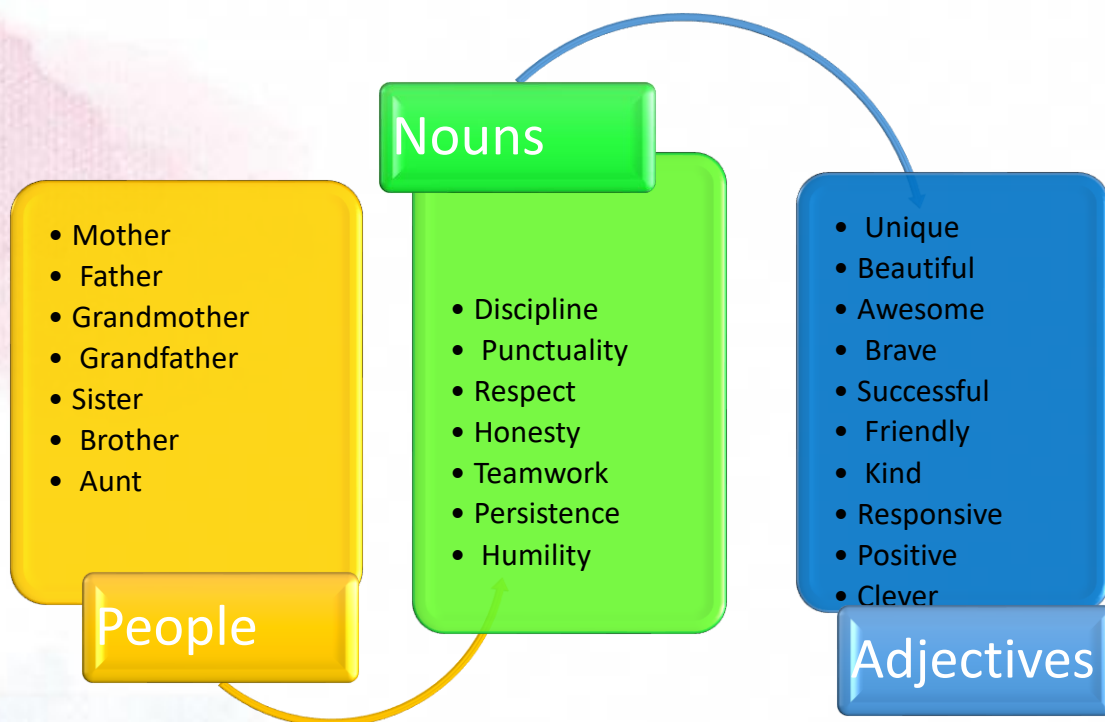 People
• Mother
• Father
• Grandmother
• Grandfather
• Sister
• Brother
• Aunt
Nouns
• Discipline
• Punctuality
• Respect
• Honesty
• Teamwork
• Persistence
• Humility
• Unique
• Beautiful
• Awesome
• Brave
• Successful
• Friendly
• Kind
• Responsive
• Positive
• Clever
Adjectives